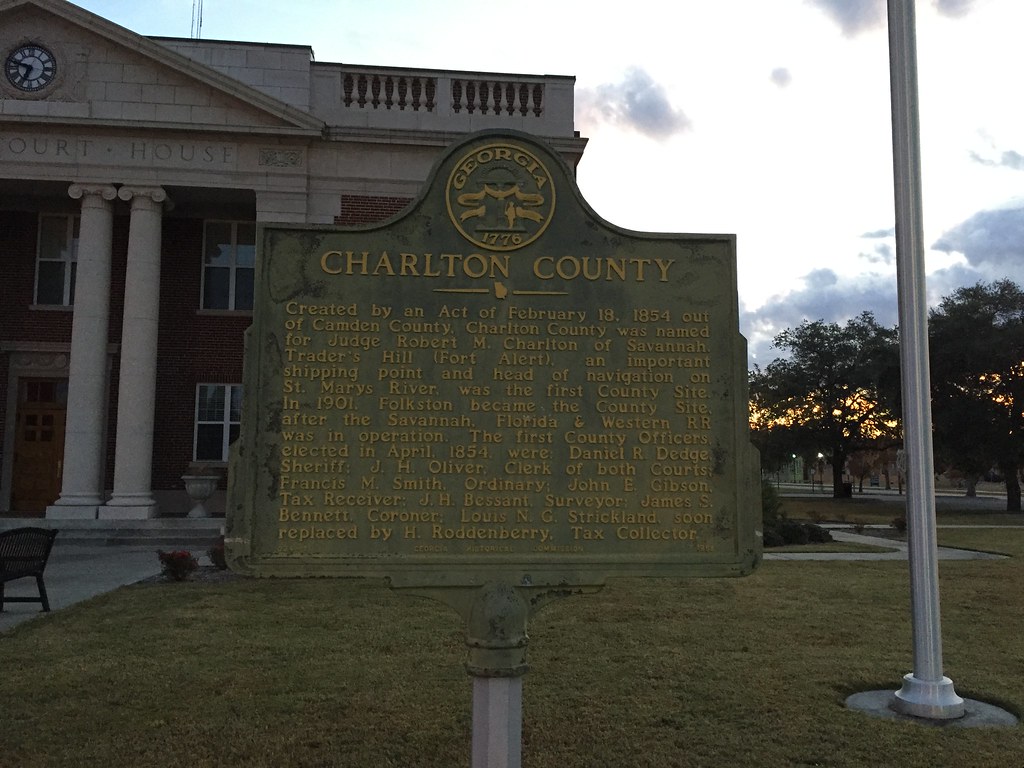 OURT · HOUSE
GEORGIA
1776
CHARLTON COUNTY
Created by an Act of February 18, 1854 out
of Camden County, Charlton County was named
for Judge Robert M. Charlton of Savannah.
Trader's Hill (Fort Alert), an important
shipping point and head of navigation on
St. Marys River, was the first County Site.
In 1901, Folkston became the County Site,
after the Savannah, Florida & Western RR
was in operation. The first County Officers,
elected in April, 1854, were: Daniel R. Dedge,
Sheriff; J. H. Oliver, Clerk of both Courts;
Francis M. Smith, Ordinary; John E. Gibson,
Tax Receiver; J. H. Bessant, Surveyor; James S.
Bennett, Coroner; Louis N. G. Strickland, soon
replaced by H. Roddenberry, Tax Collector.
GEORGIA HISTORICAL COMMISSION